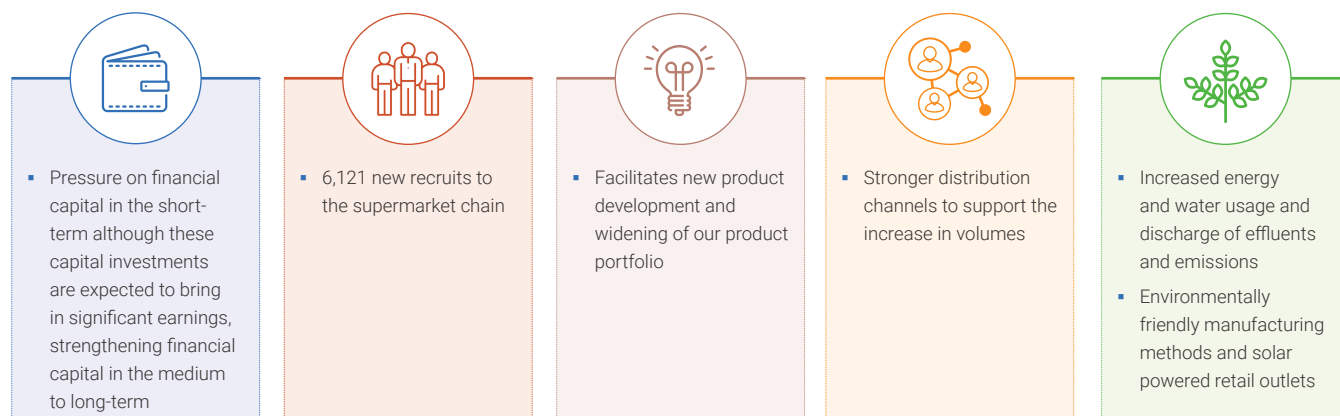 ▪ Pressure on financial
capital in the short-
term although these
capital investments
are expected to bring
in significant earnings,
strengthening financial
capital in the medium
to long-term
▪ 6,121 new recruits to
the supermarket chain
▪ Facilitates new product
development and
widening of our product
portfolio
▪ Stronger distribution
channels to support the
increase in volumes
▪ Increased energy
and water usage and
discharge of effluents
and emissions
▪ Environmentally
friendly manufacturing
methods and solar
powered retail outlets